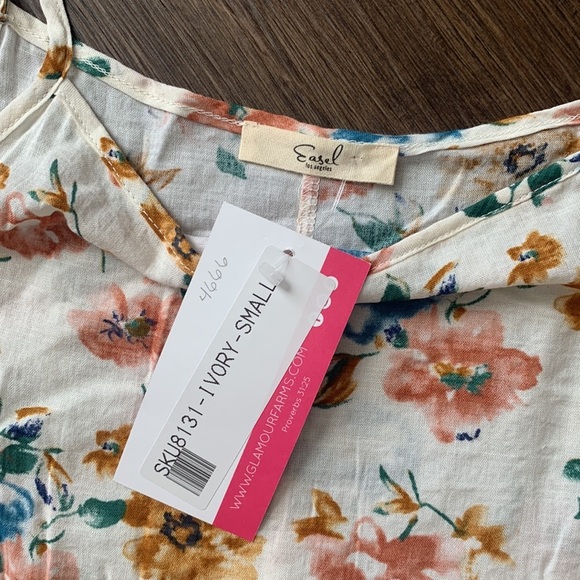 Easel
los angeles
4666
SKU8131-IVORY-SMALL
WWW.GLAMOURFARMS.COM
Proverbs 31:25